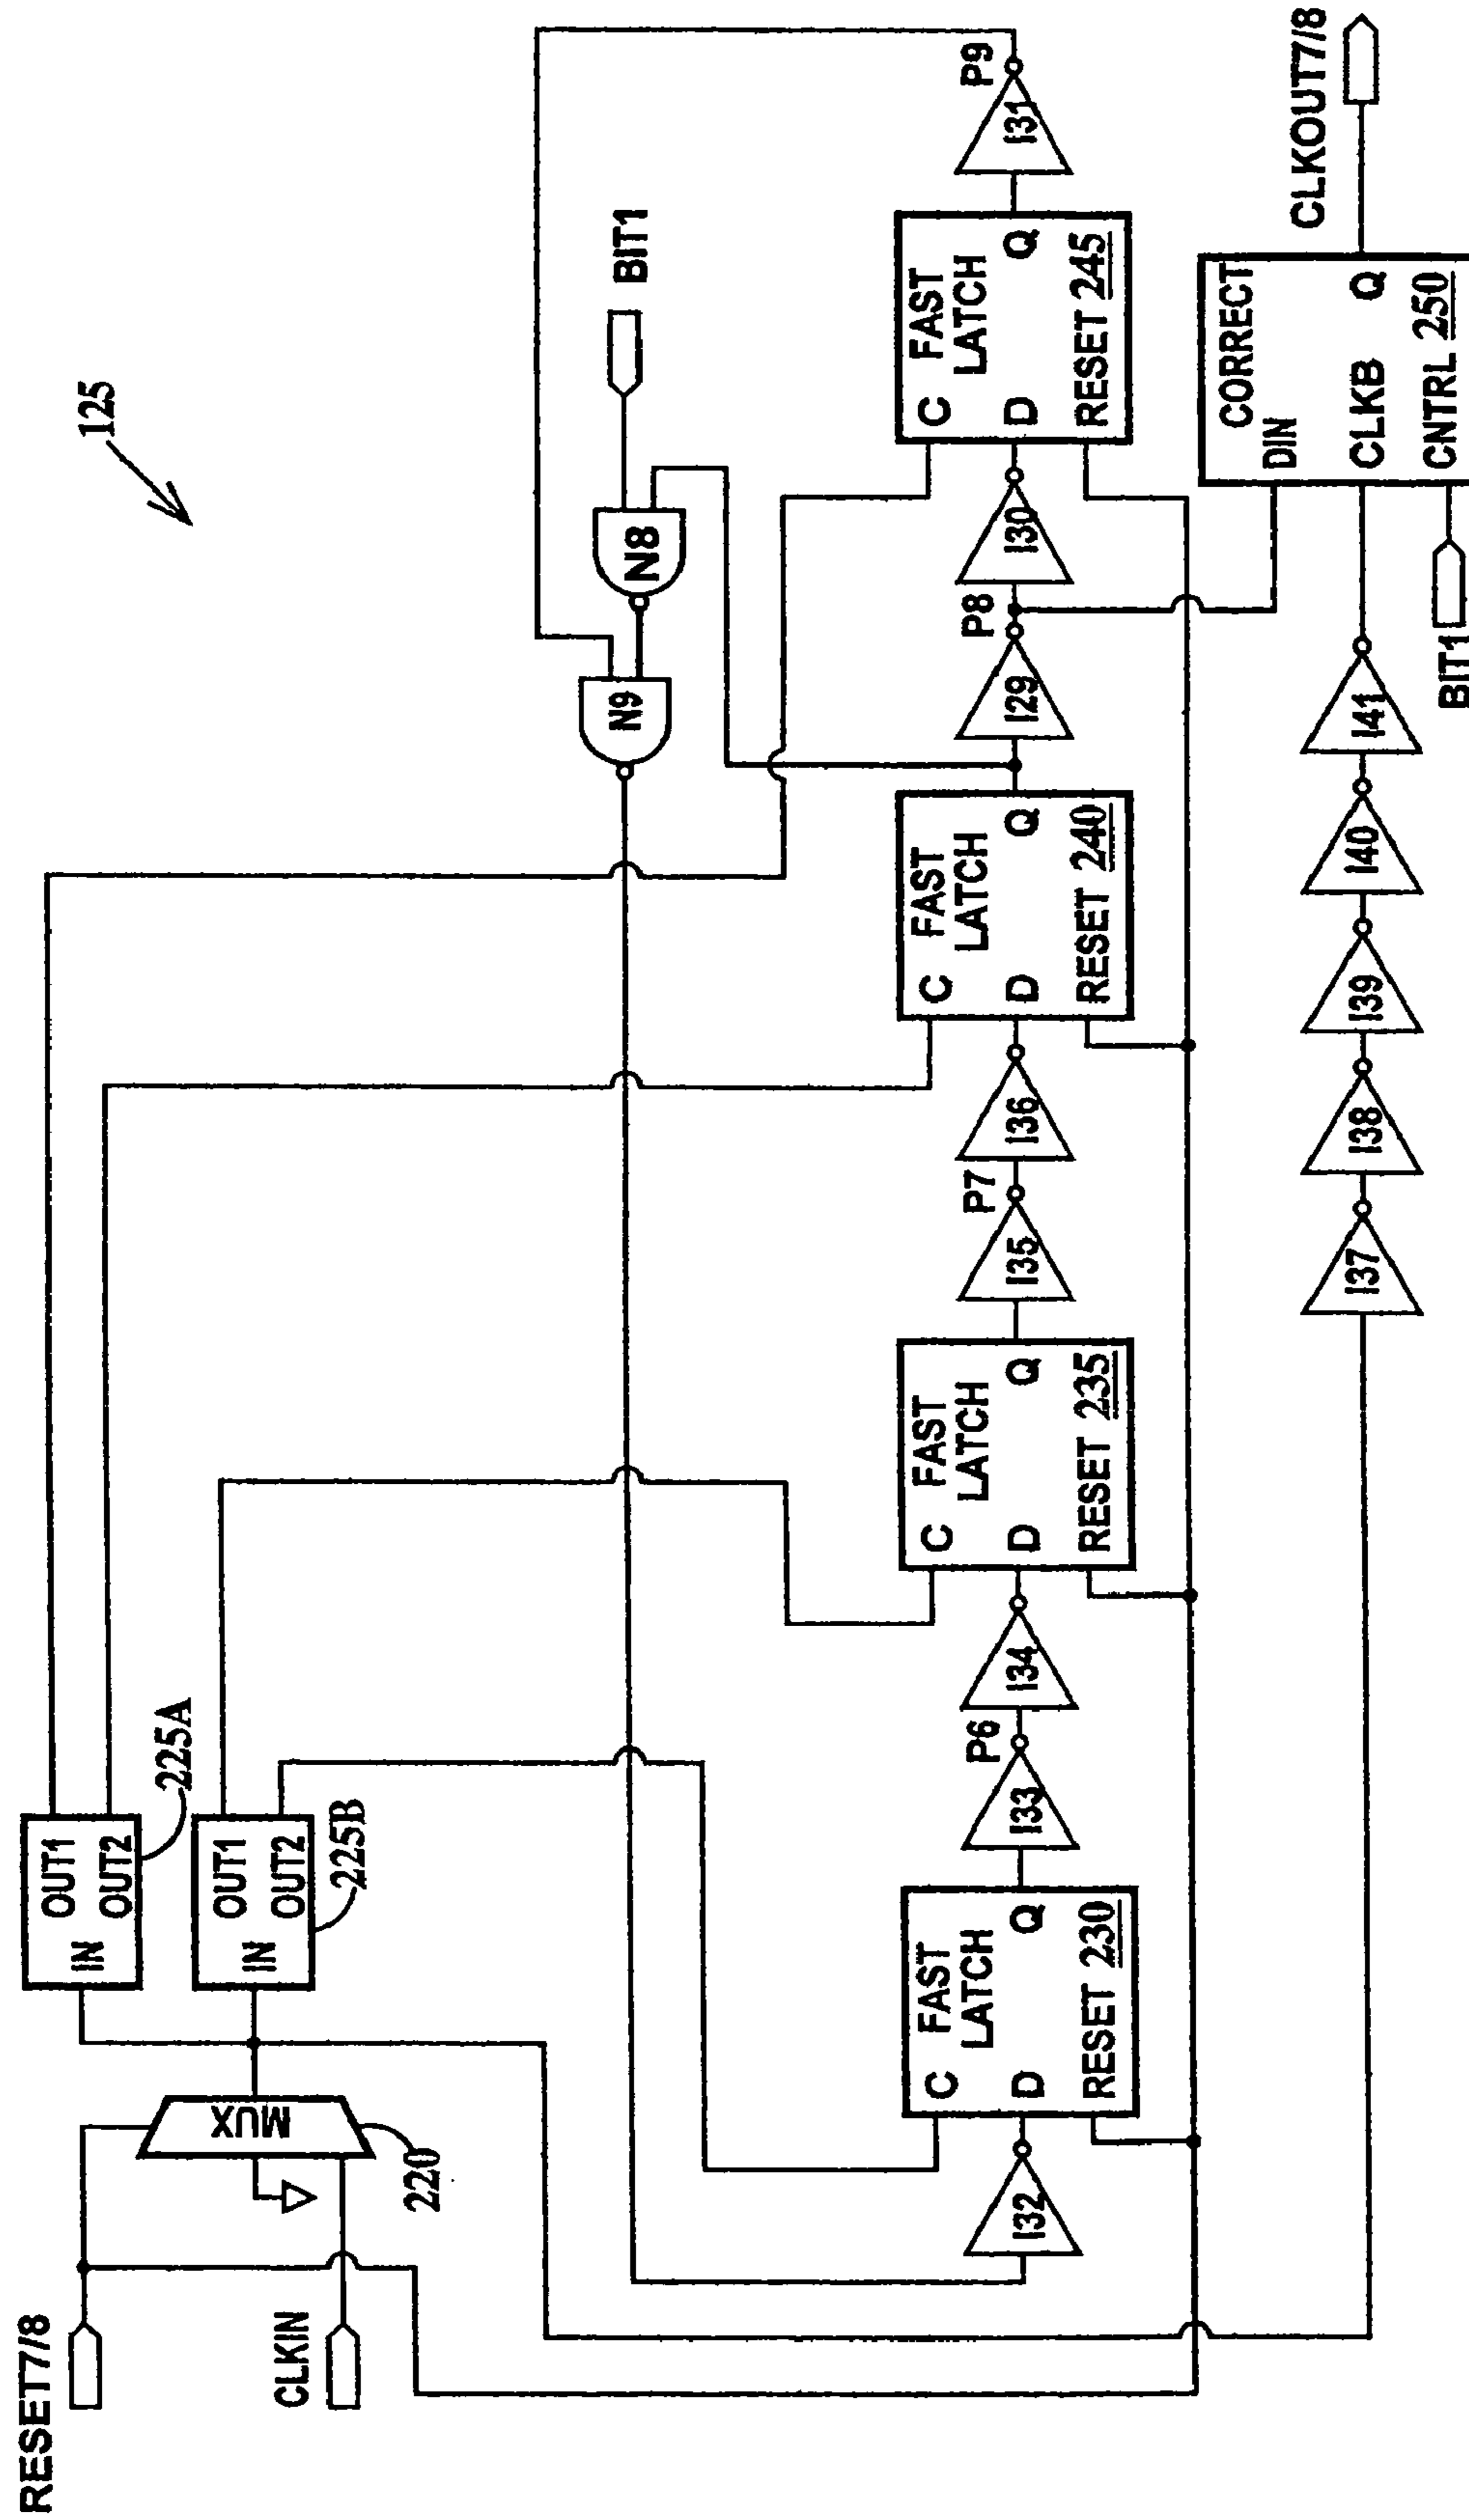 125
RESET7/8
CLKIN
MUX
220
IN
OUT1
OUT2
225A
IN
OUT1
OUT2
225B
N9
N8
BIT1
I32
C
FAST
LATCH
D
Q
RESET 230
I33
P6
I34
C
FAST
LATCH
D
Q
RESET 235
I35
P7
I36
C
FAST
LATCH
D
Q
RESET 240
I29
P8
I30
C
FAST
LATCH
D
Q
RESET 245
I31
P9
I37
I38
I39
I40
I41
BIT1
CORRECT
DIN
CLKB
Q
CNTRL 250
CLKOUT7/8